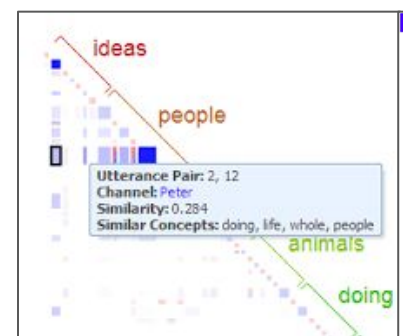 ideas
people
Utterance Pair: 2, 12
Channel: Peter
Similarity: 0.284
Similar Concepts: doing, life, whole, people
animals
doing